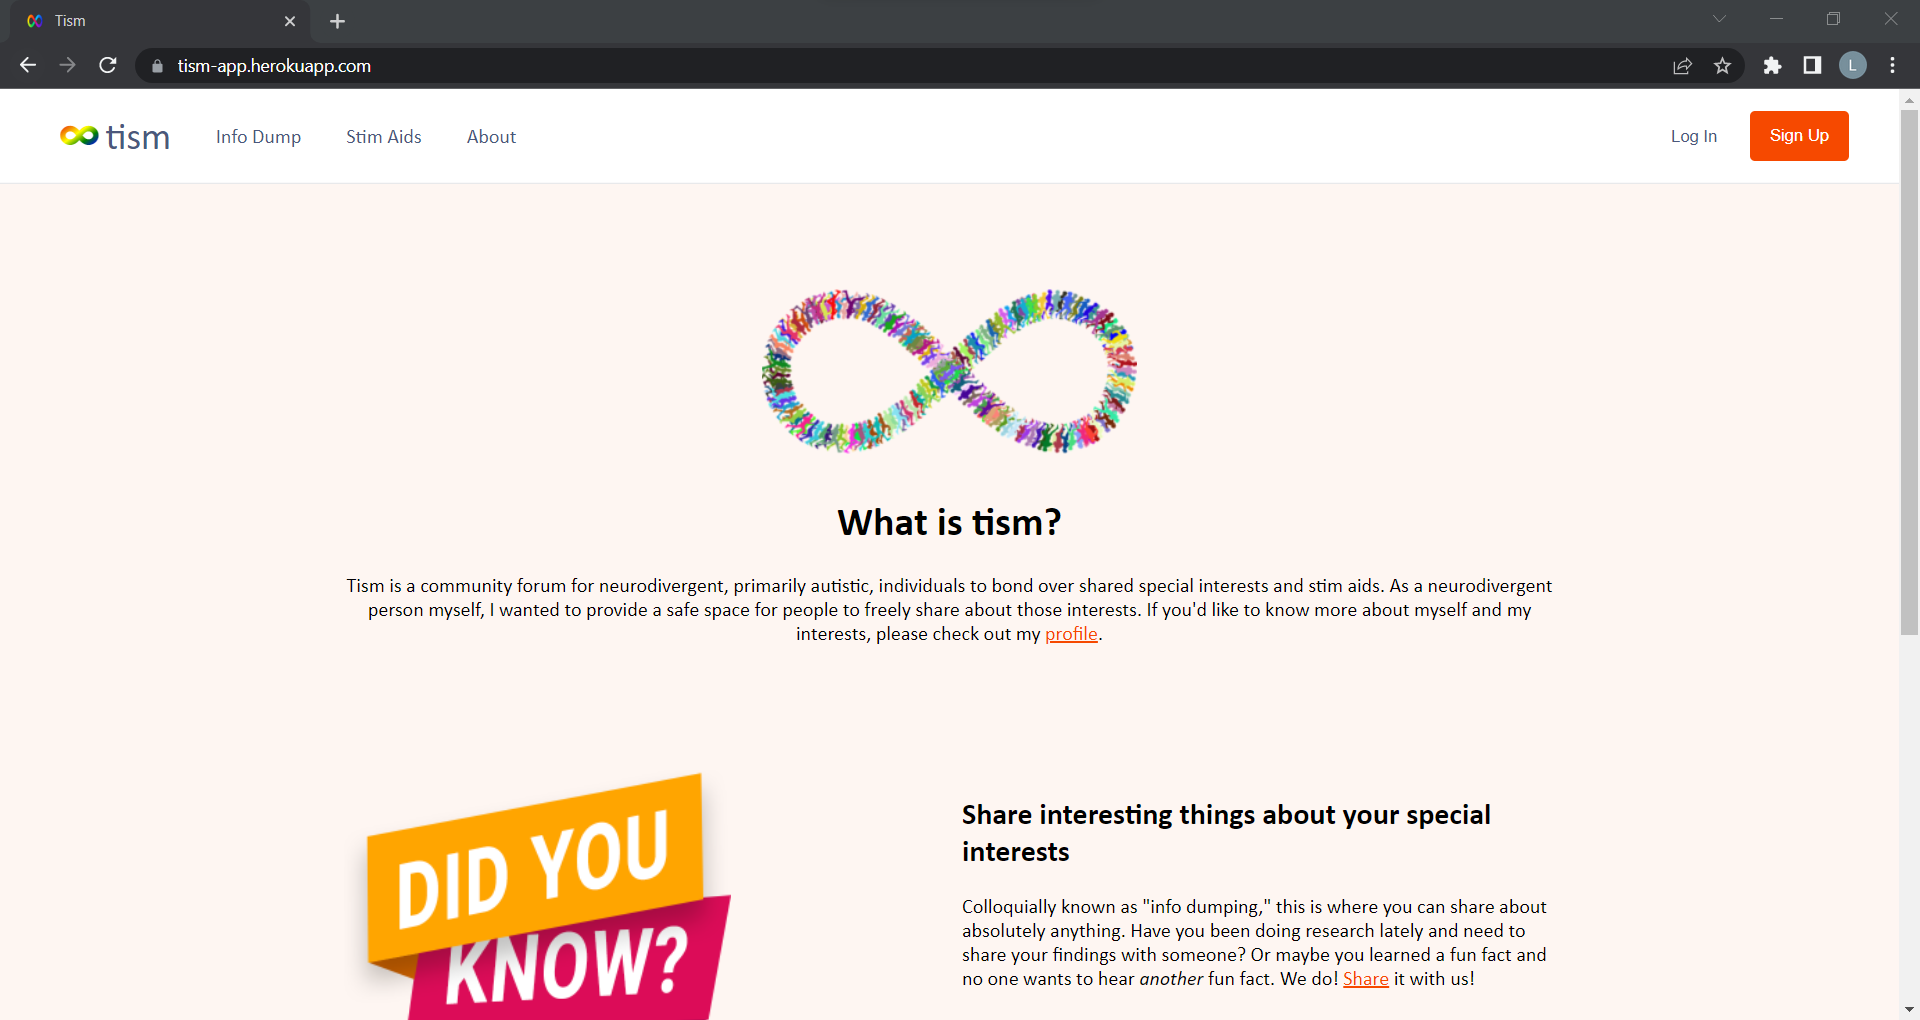 Tism
tism-app.herokuapp.com
L
tism
Info Dump
Stim Aids
About
Log In
Sign Up
What is tism?
Tism is a community forum for neurodivergent, primarily autistic, individuals to bond over shared special interests and stim aids. As a neurodivergent
person myself, I wanted to provide a safe space for people to freely share about those interests. If you'd like to know more about myself and my
interests, please check out my profile.
DID YOU
KNOW?
Share interesting things about your special
interests
Colloquially known as "info dumping," this is where you can share about
absolutely anything. Have you been doing research lately and need to
share your findings with someone? Or maybe you learned a fun fact and
no one wants to hear another fun fact. We do! Share it with us!